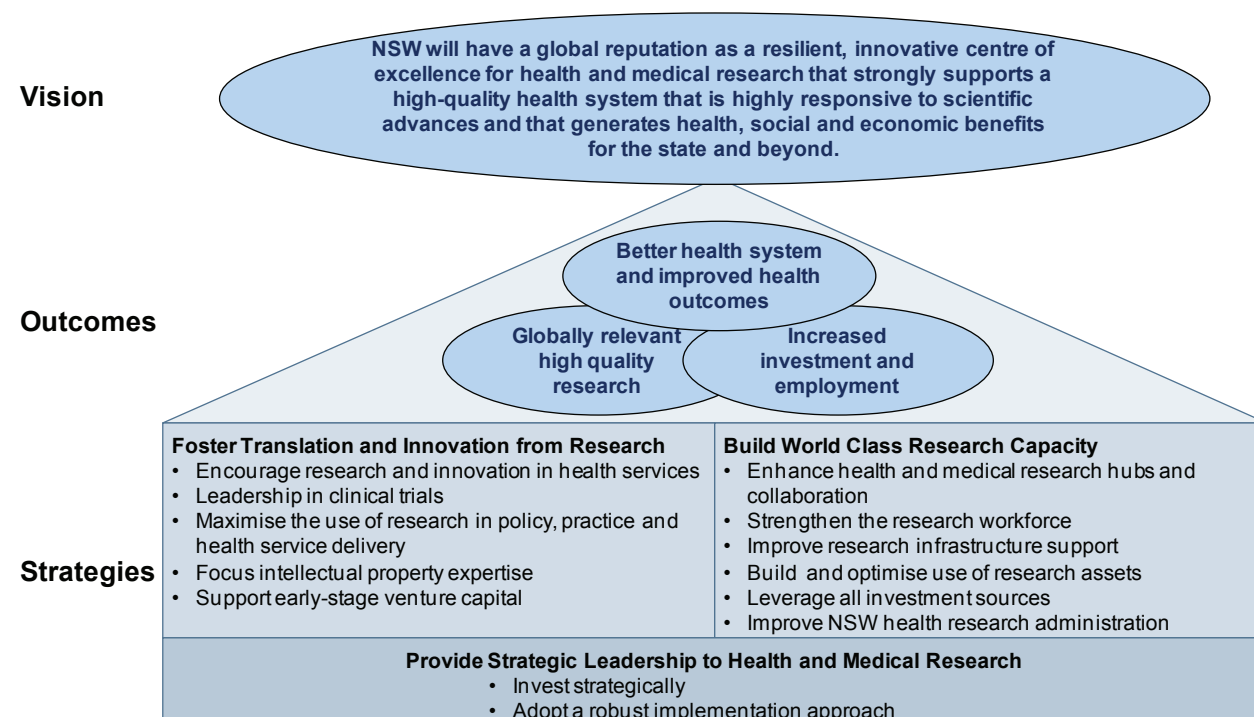 Vision
NSW will have a global reputation as a resilient, innovative centre of
excellence for health and medical research that strongly supports a
high-quality health system that is highly responsive to scientific
advances and that generates health, social and economic benefits
for the state and beyond.
Outcomes
Better health system
and improved health
outcomes
Globally relevant
high quality
research
Increased
investment and
employment
Strategies
Foster Translation and Innovation from Research
• Encourage research and innovation in health services
• Leadership in clinical trials
• Maximise the use of research in policy, practice and
health service delivery
• Focus intellectual property expertise
• Support early-stage venture capital
Build World Class Research Capacity
• Enhance health and medical research hubs and
collaboration
• Strengthen the research workforce
• Improve research infrastructure support
• Build and optimise use of research assets
• Leverage all investment sources
• Improve NSW health research administration
Provide Strategic Leadership to Health and Medical Research
• Invest strategically
• Adopt a robust implementation approach